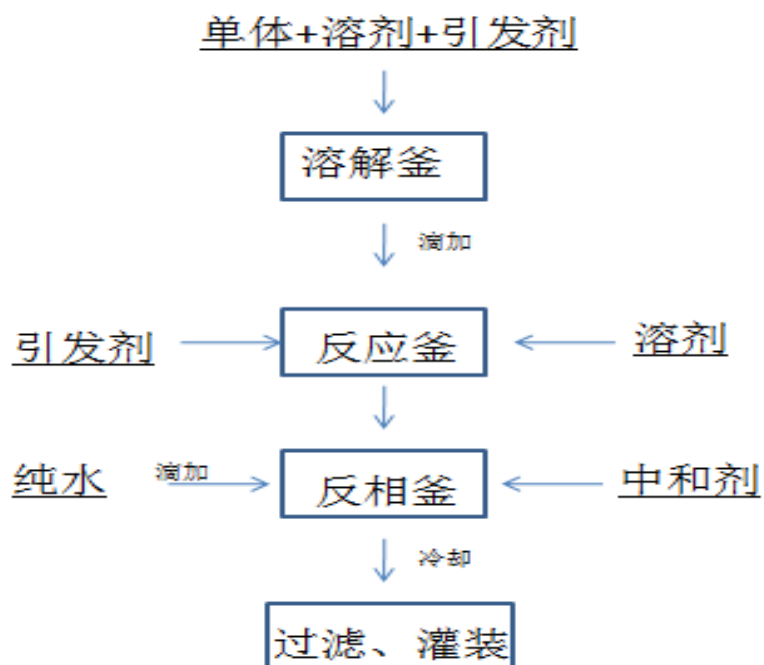 单体+溶剂+引发剂
溶解釜
滴加
引发剂
反应釜
溶剂
纯水
滴加
反相釜
中和剂
冷却
过滤、灌装